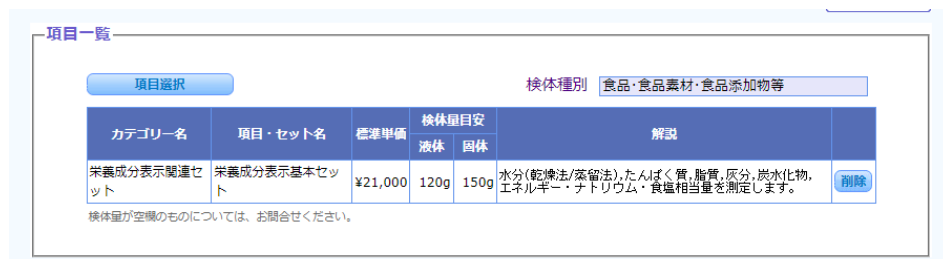 項目一覧
項目選択
検体種別 食品・食品素材・食品添加物等
カテゴリー名 項目・セット名 標準単価 検体量目安 解説
液体 固体
栄養成分表示関連セット 栄養成分表示基本セット ¥21,000 120g 150g 水分(乾燥法/蒸留法),たんぱく質,脂質,灰分,炭水化物,
エネルギー・ナトリウム・食塩相当量を測定します。 削除
検体量が空欄のものについては、お問合せください。